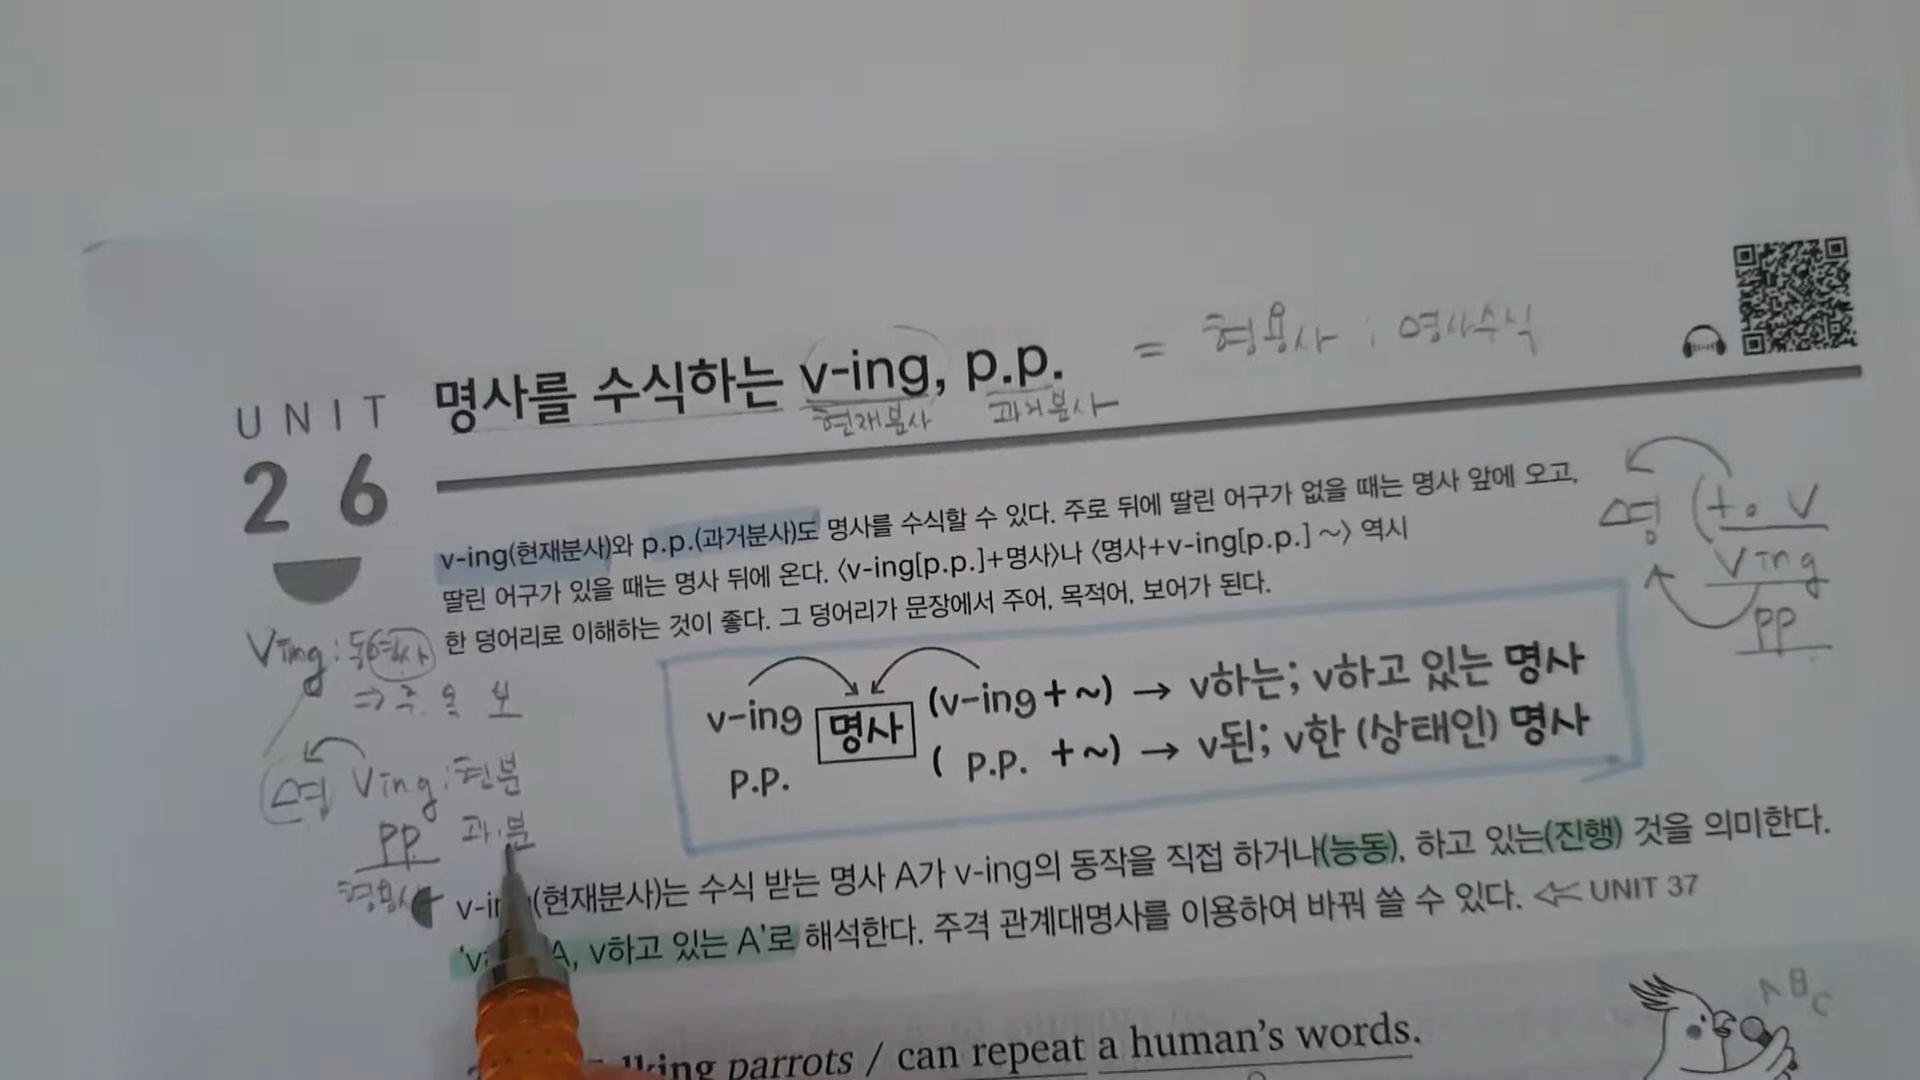 = 형용사 ; 명사수식
UNIT
26
명사를 수식하는 v-ing, p.p.
현재분사 과거분사
v-ing(현재분사)와 p.p.(과거분사)도 명사를 수식할 수 있다. 주로 뒤에 딸린 어구가 없을 때는 명사 앞에 오고,
딸린 어구가 있을 때는 명사 뒤에 온다. 〈v-ing[p.p.]+명사〉나 〈명사+v-ing[p.p.] ~〉 역시
한 덩어리로 이해하는 것이 좋다. 그 덩어리가 문장에서 주어, 목적어, 보어가 된다.
명 (to V
Ving
PP
Ving : 동명사
⇒ 주. 목 보
명 Ving : 현분
PP 과.분
형용사
v-ing 명사 (v-ing+~) → v하는; v하고 있는 명사
p.p. ( p.p. +~) → v된; v한 (상태인) 명사
(현재분사)는 수식 받는 명사 A가 v-ing의 동작을 직접 하거나(능동), 하고 있는(진행) 것을 의미한다.
A, v하고 있는 A'로 해석한다. 주격 관계대명사를 이용하여 바꿔 쓸 수 있다. ≪ UNIT 37
A B C
parrots / can repeat a human's words.